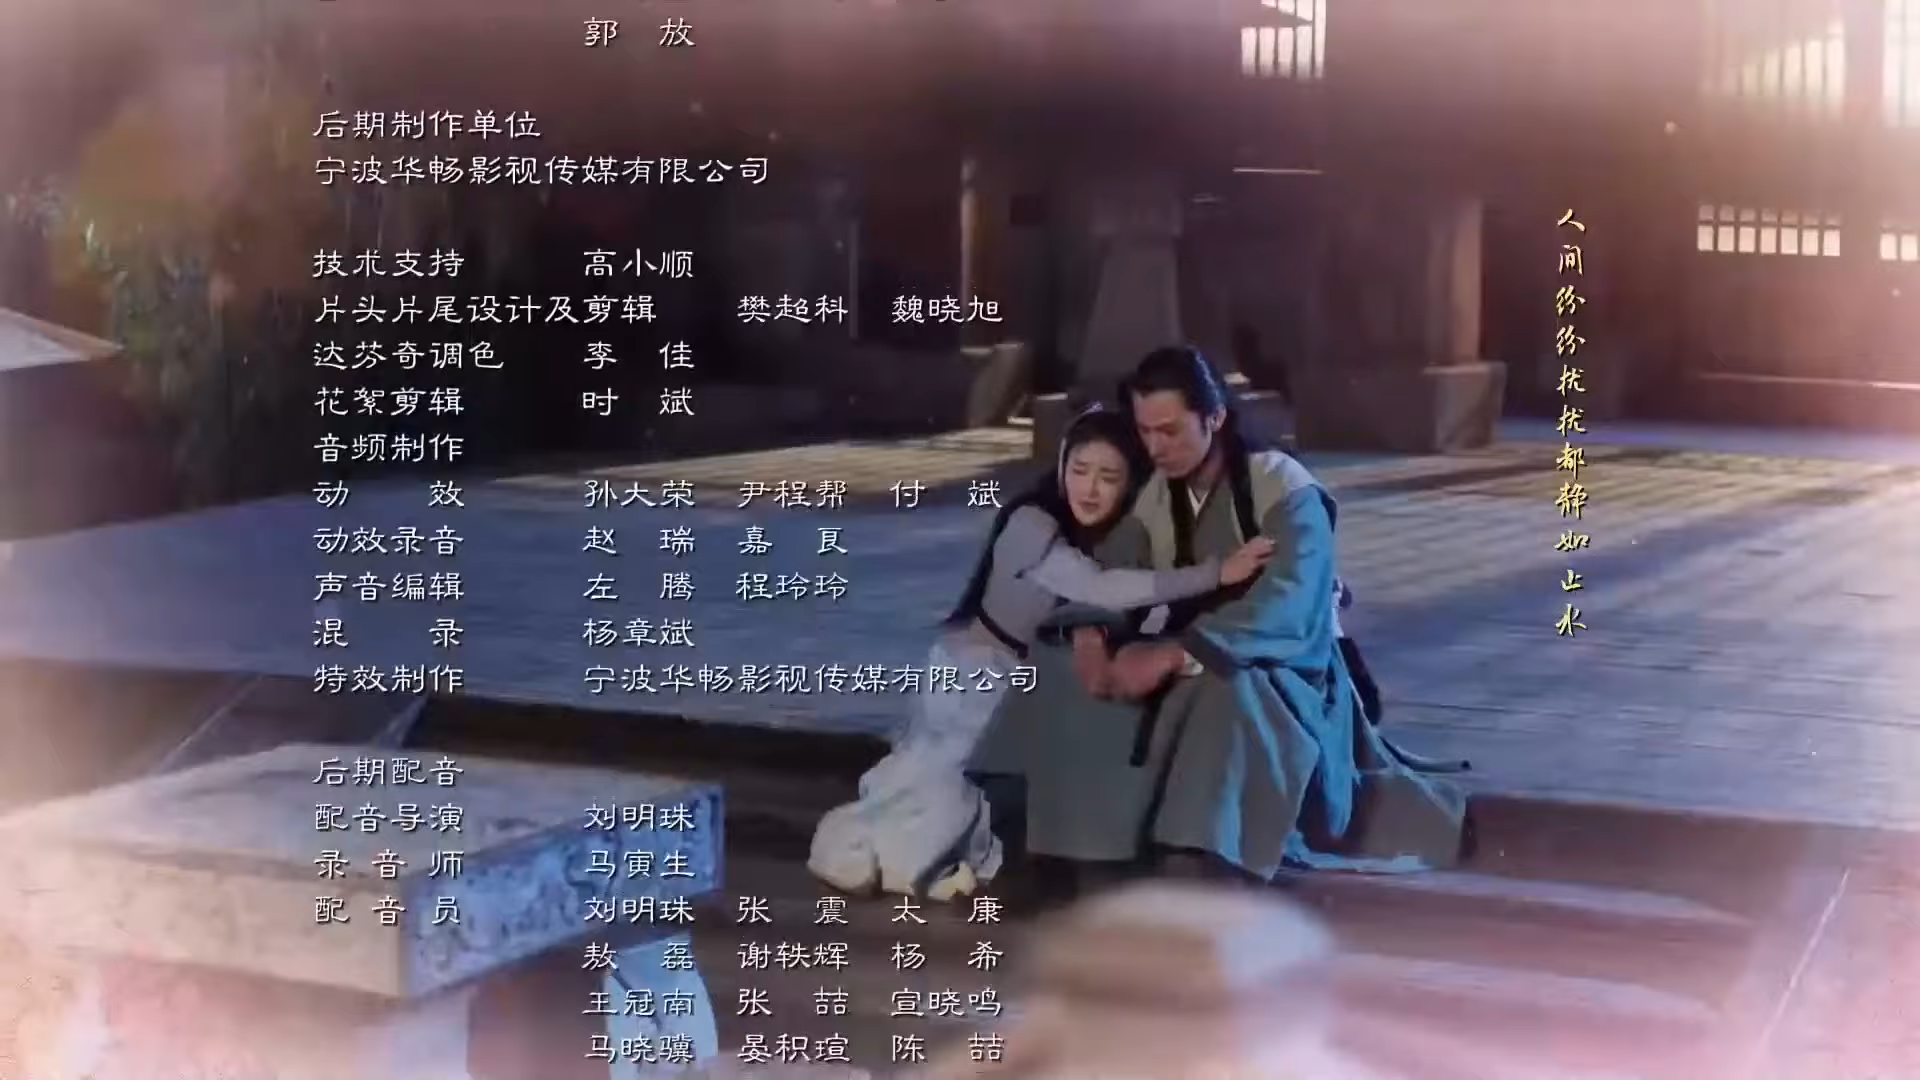 郭 放
后期制作单位
宁波华畅影视传媒有限公司
技术支持 高小顺
片头片尾设计及剪辑 樊超科 魏晓旭
达芬奇调色 李 佳
花絮剪辑 时 斌
音频制作
动 效 孙大荣 尹程帮 付 斌
动效录音 赵 瑞 嘉 良
声音编辑 左 腾 程玲玲
混 录 杨章斌
特效制作 宁波华畅影视传媒有限公司
后期配音
配音导演 刘明珠
录音师 马寅生
配音员 刘明珠 张 震 太 康
敖 磊 谢轶辉 杨 希
王冠南 张 喆 宣晓鸣
马晓骥 晏积瑄 陈 喆
人间纷纷扰扰都静如止水